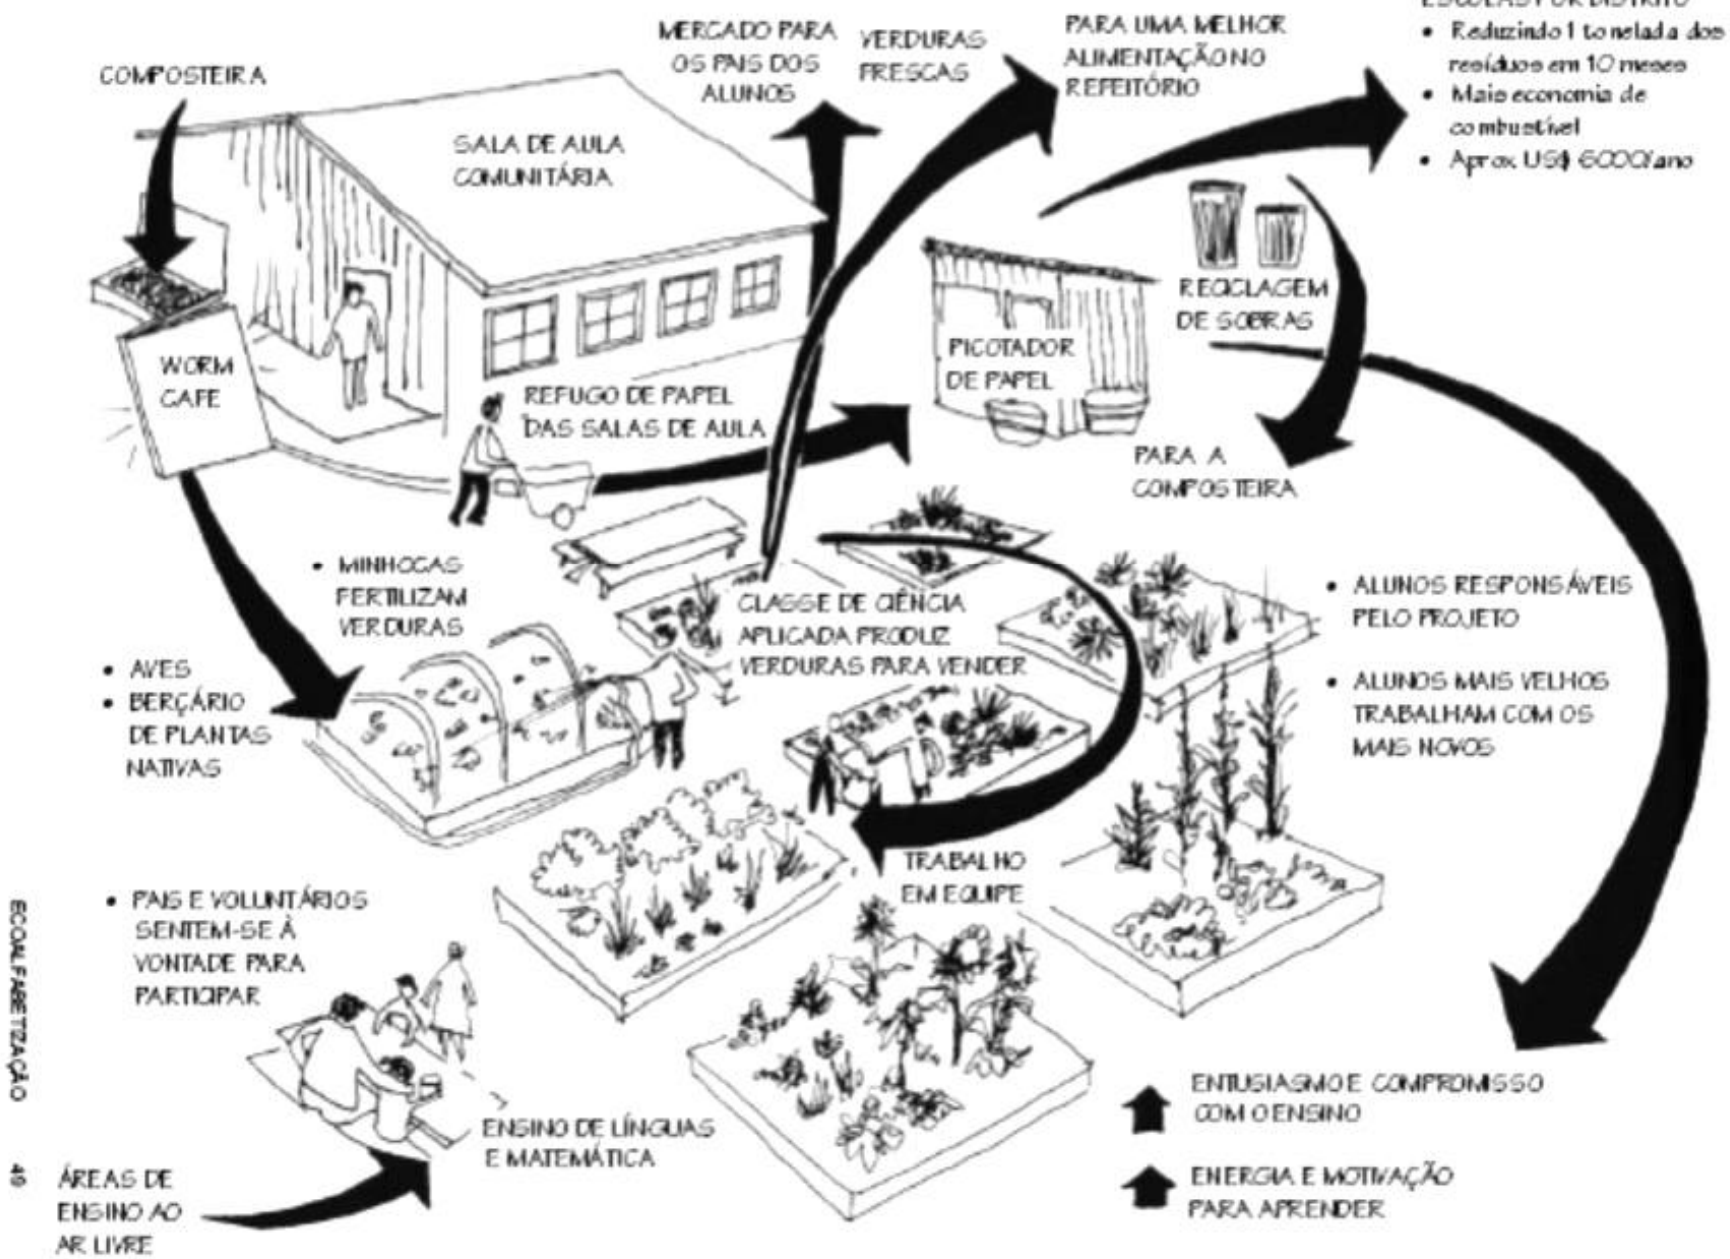 COMPOSTEIRA
SALA DE AULA
COMUNITÁRIA
MERCADO PARA
OS PAIS DOS
ALUNOS
VERDURAS
FRESCAS
PARA UMA MELHOR
ALIMENTAÇÃO NO
REFEITÓRIO
ESCOLAS POR DISTRITO
• Reduzindo 1 tonelada dos
resíduos em 10 meses
• Mais economia de
combustível
• Aprox US$ 6000/ano
WORM
CAFE
REFUGO DE PAPEL
DAS SALAS DE AULA
PICOTADOR
DE PAPEL
RECICLAGEM
DE SOBRAS
PARA A
COMPOSTEIRA
• MINHOCAS
FERTILIZAM
VERDURAS
• AVES
• BERÇÁRIO
DE PLANTAS
NATIVAS
CLASSE DE CIÊNCIA
APLICADA PRODUZ
VERDURAS PARA VENDER
• ALUNOS RESPONSÁVEIS
PELO PROJETO
• ALUNOS MAIS VELHOS
TRABALHAM COM OS
MAIS NOVOS
TRABALHO
EM EQUIPE
• PAIS E VOLUNTÁRIOS
SENTEM-SE À
VONTADE PARA
PARTICIPAR
ENSINO DE LÍNGUAS
E MATEMÁTICA
ÁREAS DE
ENSINO AO
AR LIVRE
ENTUSIASMO E COMPROMISSO
COM O ENSINO
ENERGIA E MOTIVAÇÃO
PARA APRENDER
ECOALFABETIZAÇÃO 49